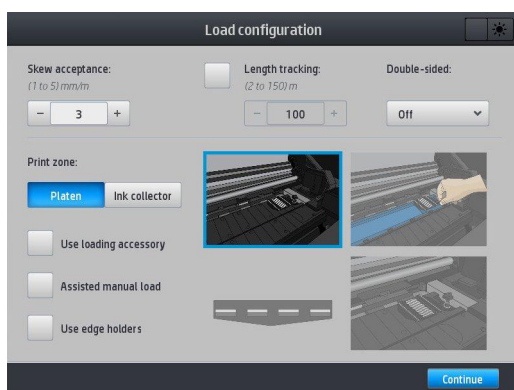 Load configuration
Skew acceptance:
(1 to 5) mm/m
− 3 +
Length tracking:
(2 to 150) m
− 100 +
Double-sided:
Off
Print zone:
Platen Ink collector
Use loading accessory
Assisted manual load
Use edge holders
Continue